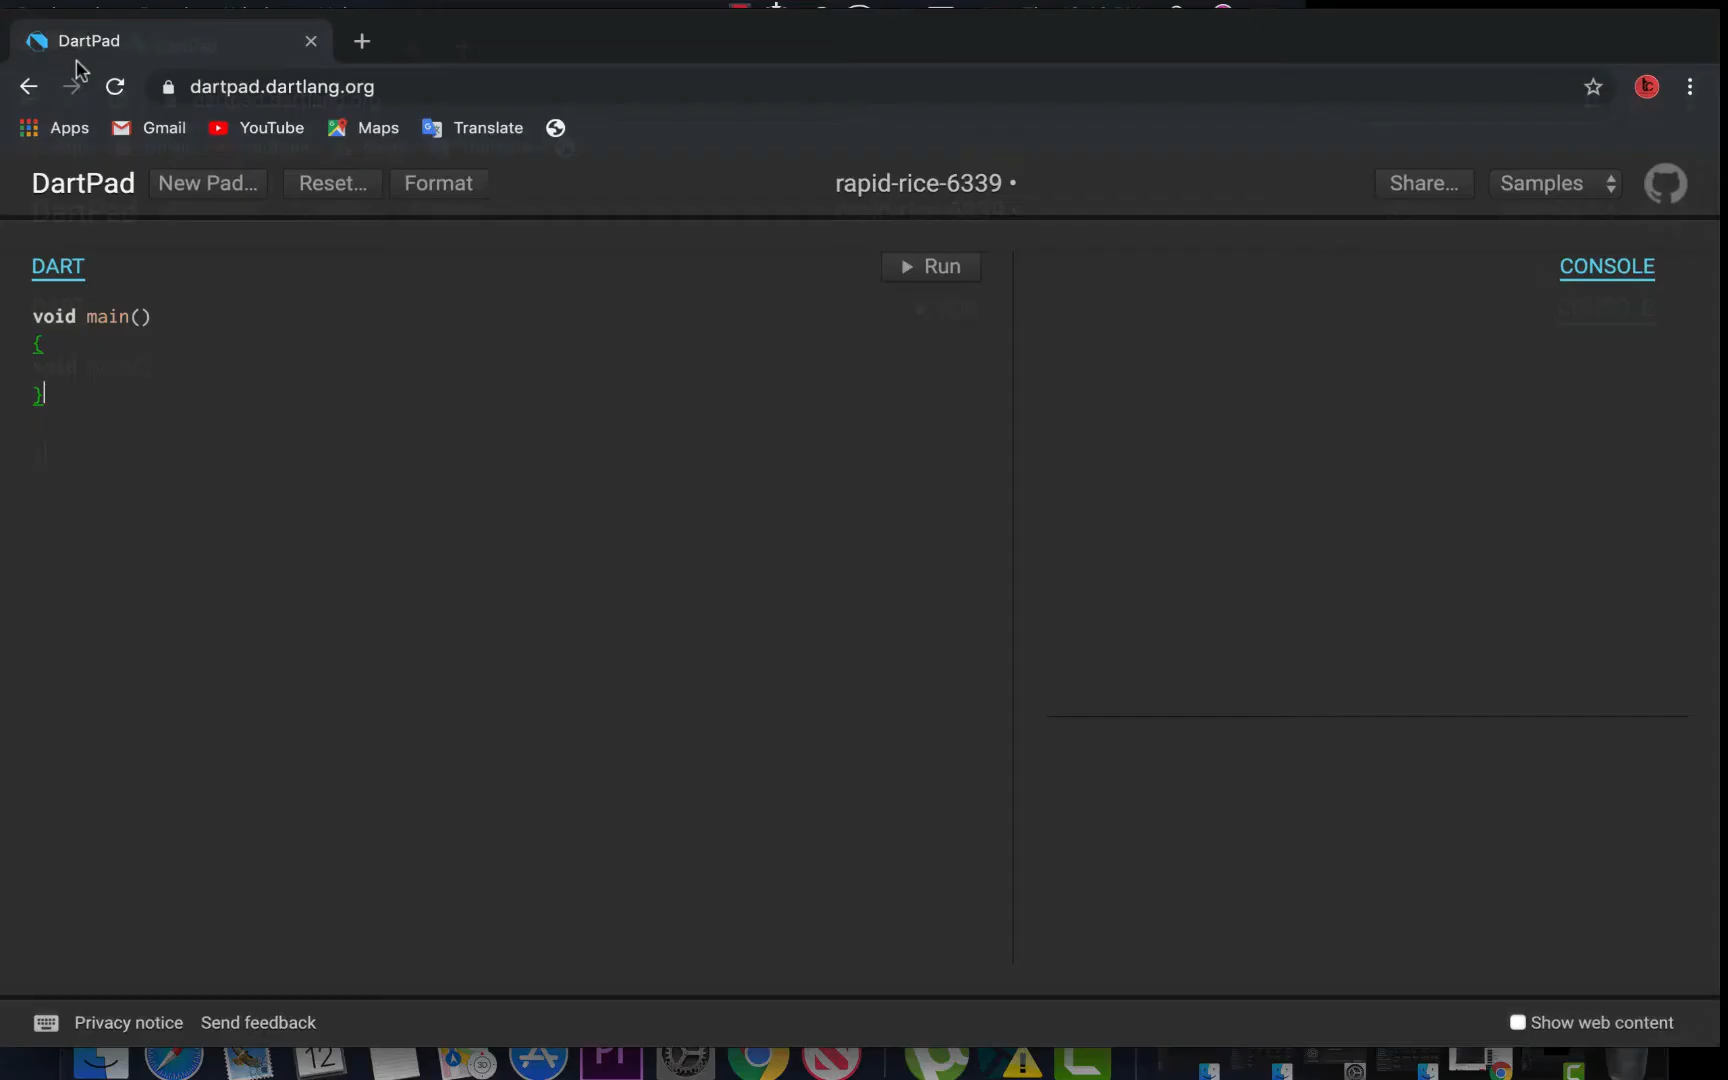 DartPad
dartpad.dartlang.org
Apps Gmail YouTube Maps Translate
DartPad New Pad... Reset... Format rapid-rice-6339 • Share... Samples
DART Run CONSOLE
void main()
{
}
Privacy notice Send feedback Show web content
12